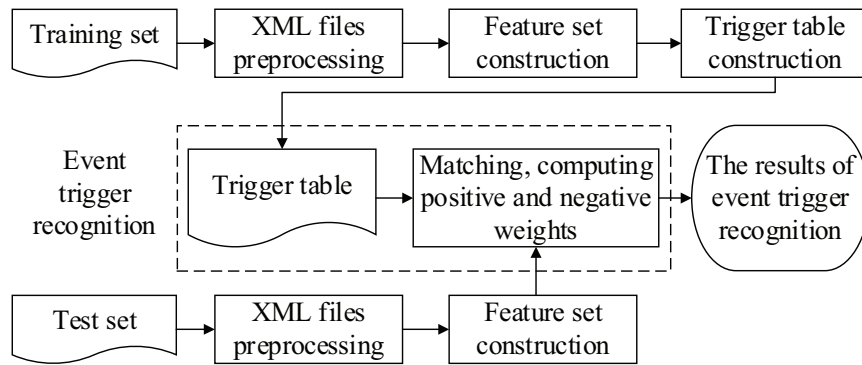 Training set
XML files
preprocessing
Feature set
construction
Trigger table
construction
Event
trigger
recognition
Trigger table
Matching, computing
positive and negative
weights
The results of
event trigger
recognition
Test set
XML files
preprocessing
Feature set
construction